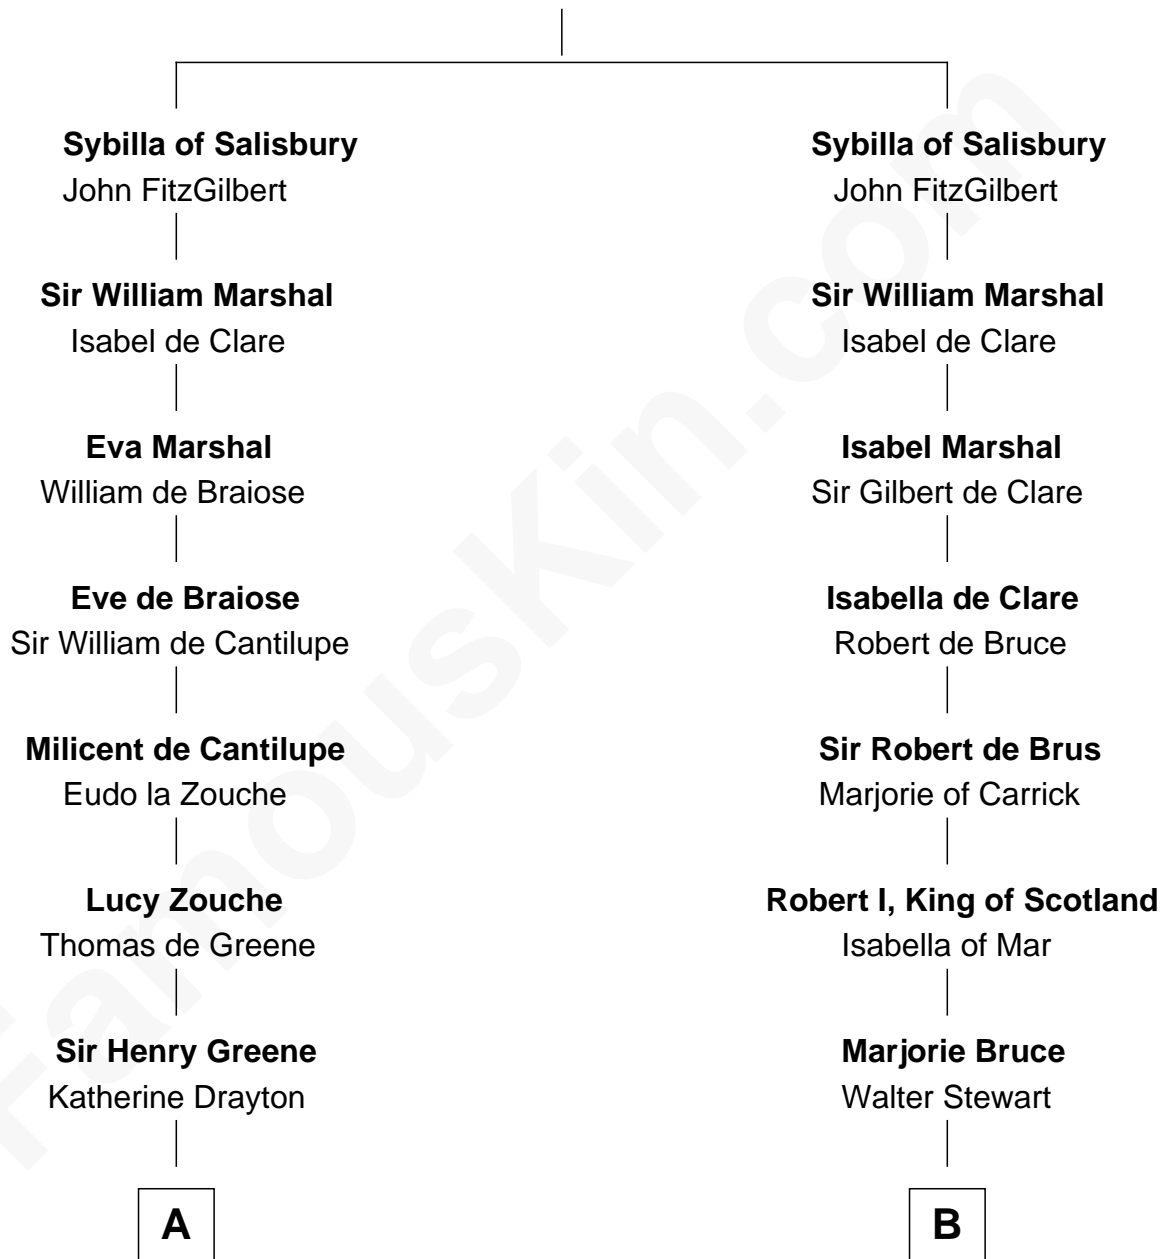 Sybilla of Salisbury
John FitzGilbert
Sir William Marshal
Isabel de Clare
Eva Marshal
William de Braiose
Eve de Braiose
Sir William de Cantilupe
Milicent de Cantilupe
Eudo la Zouche
Lucy Zouche
Thomas de Greene
Sir Henry Greene
Katherine Drayton
A
Sybilla of Salisbury
John FitzGilbert
Sir William Marshal
Isabel de Clare
Isabel Marshal
Sir Gilbert de Clare
Isabella de Clare
Robert de Bruce
Sir Robert de Brus
Marjorie of Carrick
Robert I, King of Scotland
Isabella of Mar
Marjorie Bruce
Walter Stewart
B
FamousKin.com